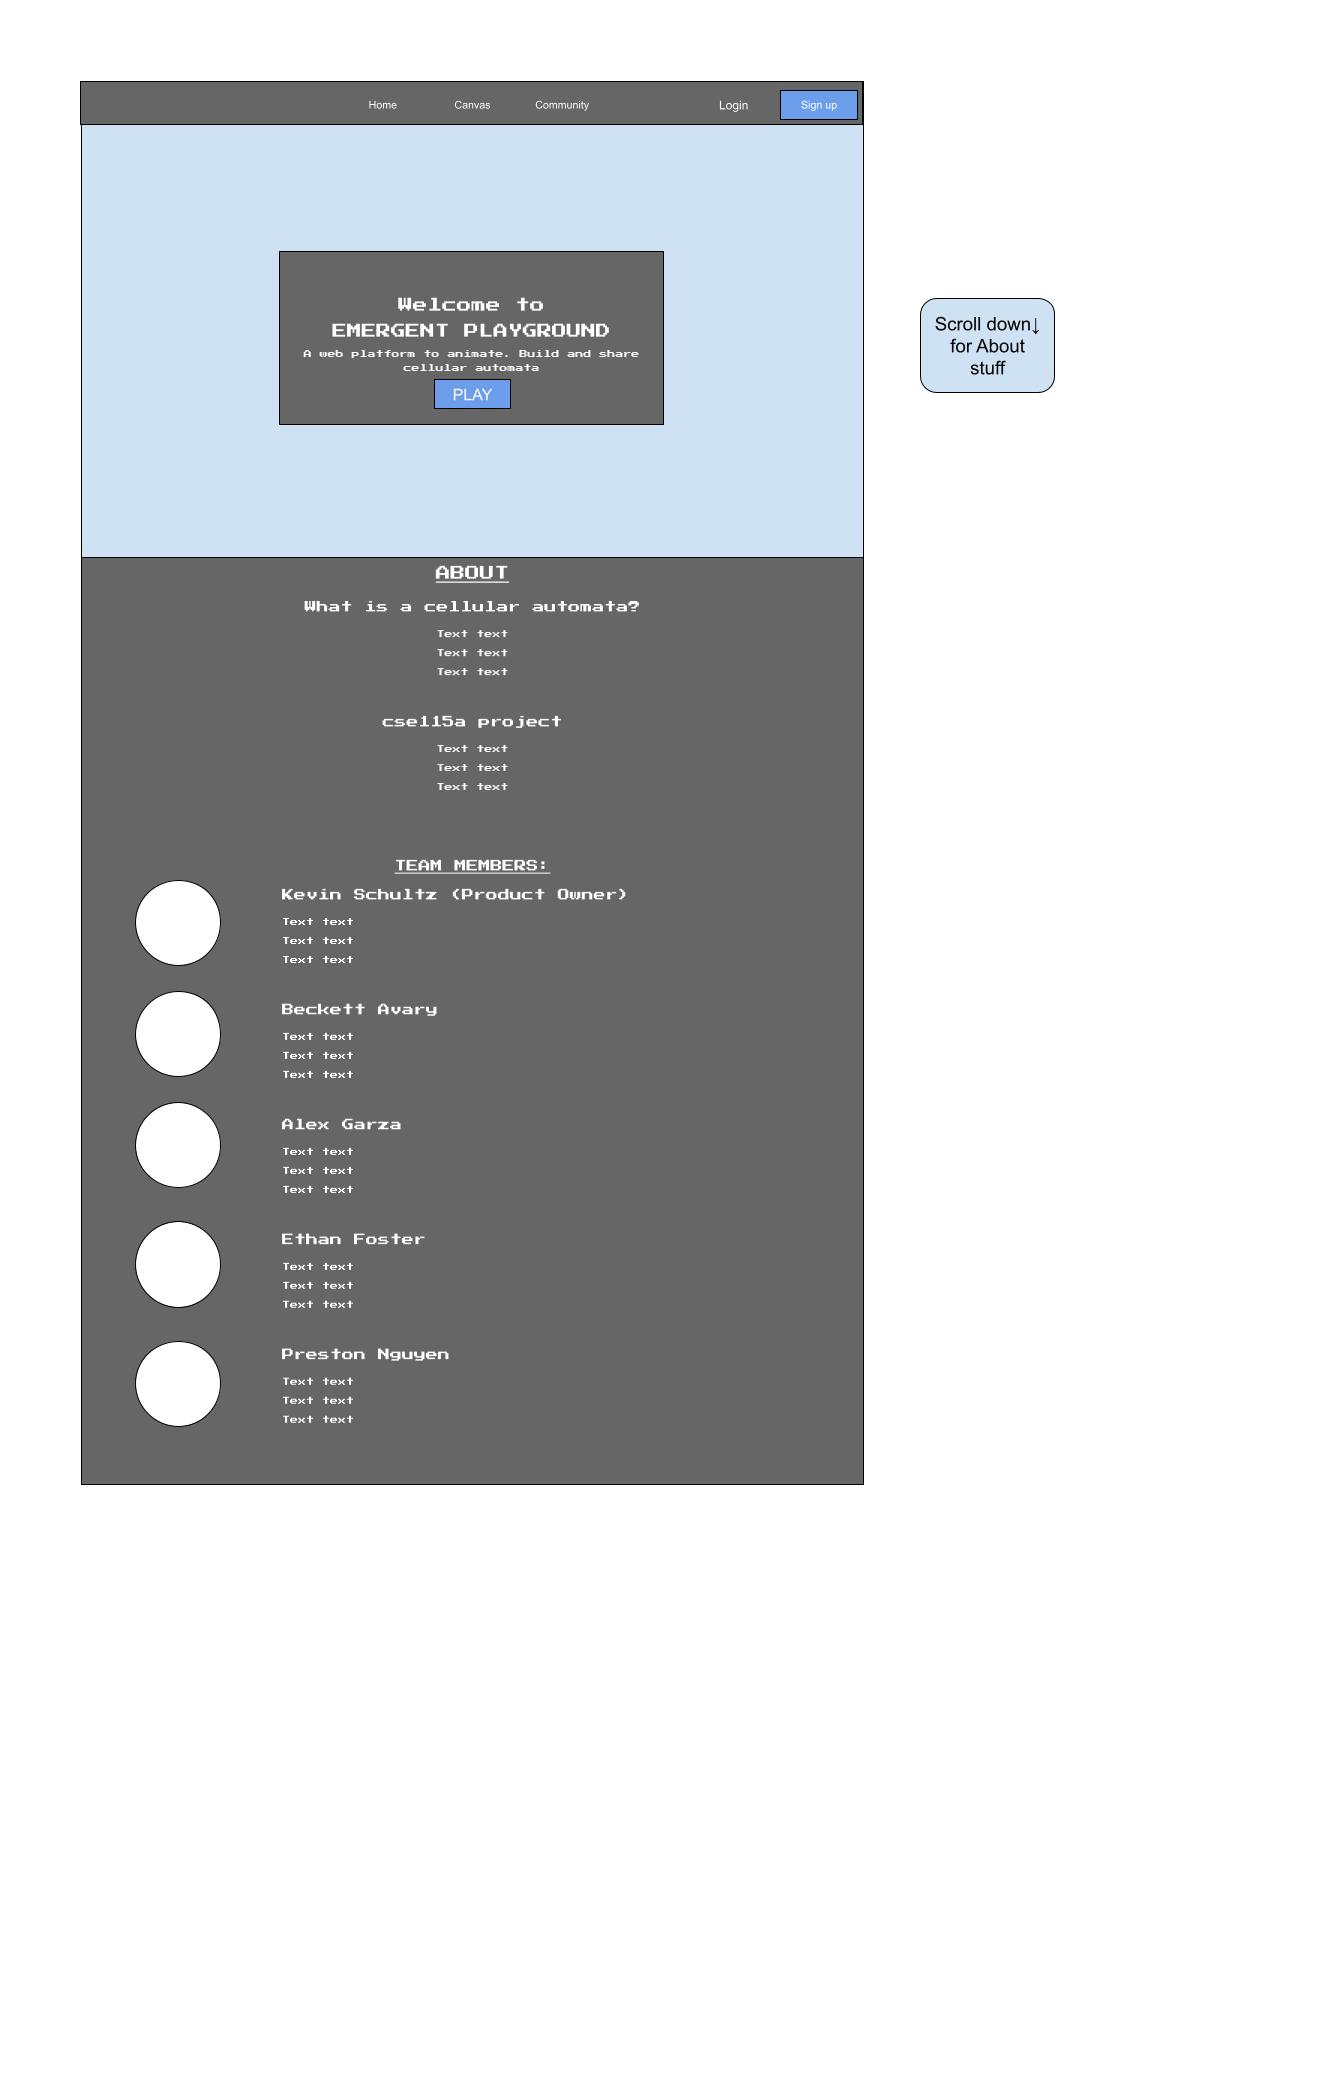 Home Canvas Community Login Sign up
Welcome to
EMERGENT PLAYGROUND
A web platform to animate. Build and share
cellular automata
PLAY
Scroll down↓
for About
stuff
ABOUT
What is a cellular automata?
Text text
Text text
Text text
cse115a project
Text text
Text text
Text text
TEAM MEMBERS:
Kevin Schultz (Product Owner)
Text text
Text text
Text text
Beckett Avary
Text text
Text text
Text text
Alex Garza
Text text
Text text
Text text
Ethan Foster
Text text
Text text
Text text
Preston Nguyen
Text text
Text text
Text text